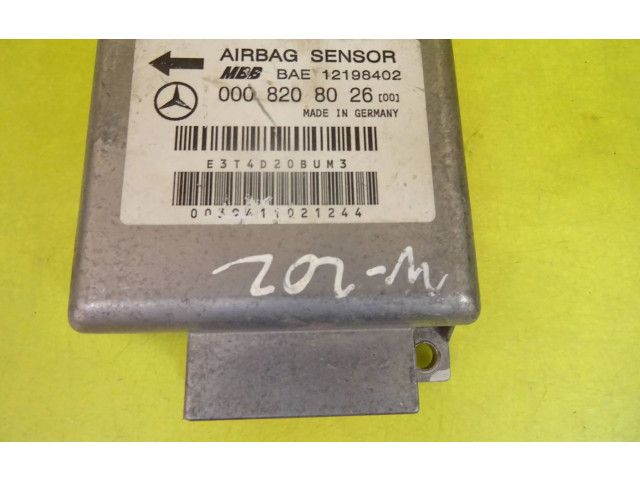 AIRBAG SENSOR
MBB BAE 12198402
000 820 80 26 [00]
MADE IN GERMANY
E3T4D20BUM3
W-202